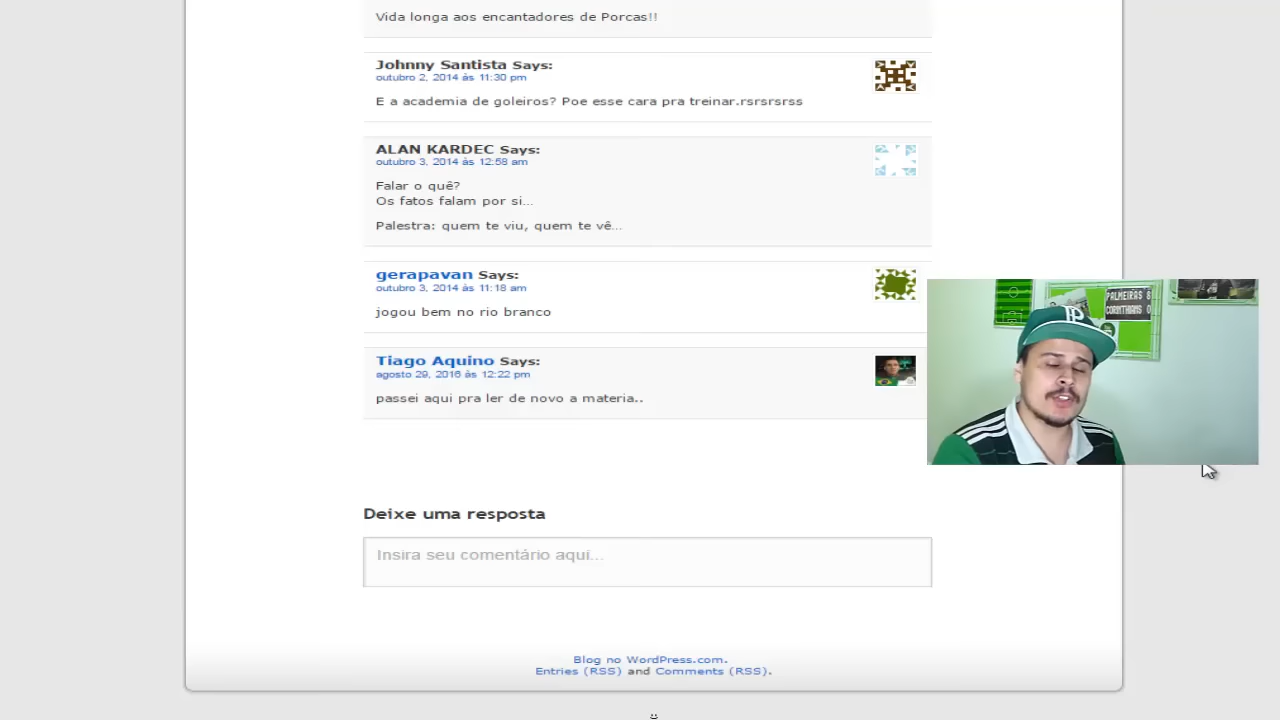 Vida longa aos encantadores de Porcas!!
Johnny Santista Says:
outubro 2, 2014 às 11:30 pm
E a academia de goleiros? Poe esse cara pra treinar.rsrsrsrss
ALAN KARDEC Says:
outubro 3, 2014 às 12:58 am
Falar o quê?
Os fatos falam por si...
Palestra: quem te viu, quem te vê...
gerapavan Says:
outubro 3, 2014 às 11:18 am
jogou bem no rio branco
Tiago Aquino Says:
agosto 29, 2016 às 12:22 pm
passei aqui pra ler de novo a materia..
PALMEIRAS 6
CORINTHIANS 0
P
Deixe uma resposta
Insira seu comentário aqui...
Blog no WordPress.com.
Entries (RSS) and Comments (RSS).